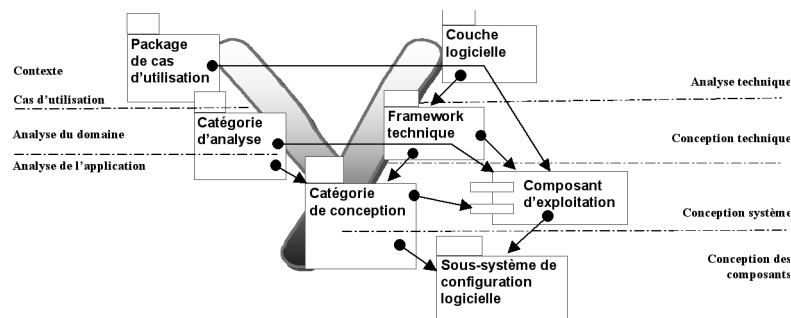 Package
de cas
d'utilisation
Couche
logicielle
Contexte
Cas d'utilisation
Analyse technique
Catégorie
d'analyse
Framework
technique
Analyse du domaine
Conception technique
Analyse de l'application
Catégorie
de conception
Composant
d'exploitation
Conception système
Sous-système de
configuration
logicielle
Conception des
composants